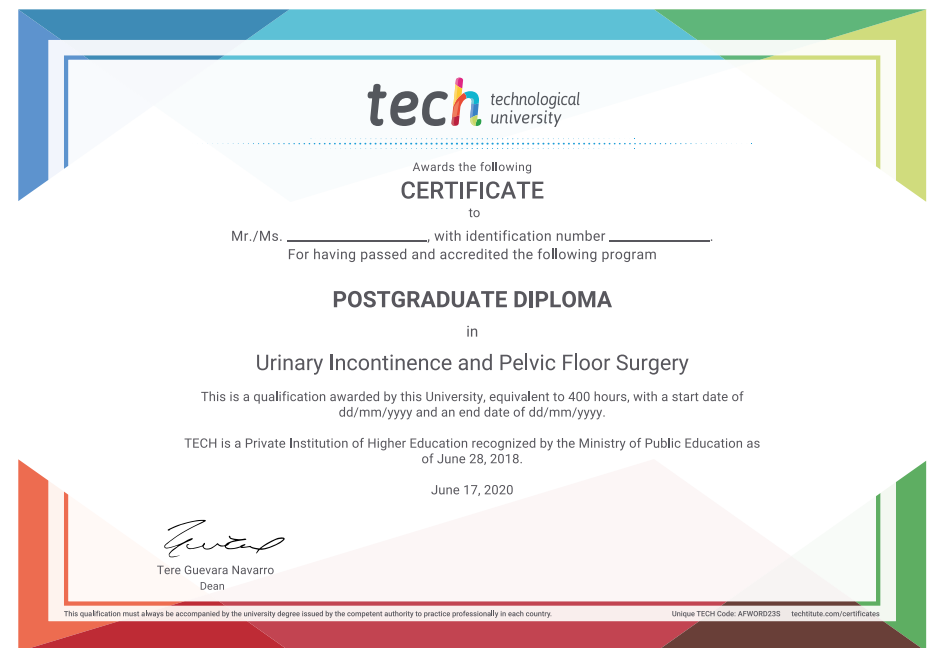 tech technological
university
Awards the following
CERTIFICATE
to
Mr./Ms. ____________________, with identification number ______________.
For having passed and accredited the following program
POSTGRADUATE DIPLOMA
in
Urinary Incontinence and Pelvic Floor Surgery
This is a qualification awarded by this University, equivalent to 400 hours, with a start date of
dd/mm/yyyy and an end date of dd/mm/yyyy.
TECH is a Private Institution of Higher Education recognized by the Ministry of Public Education as
of June 28, 2018.
June 17, 2020
Tere Guevara Navarro
Dean
This qualification must always be accompanied by the university degree issued by the competent authority to practice professionally in each country. Unique TECH Code: AFWORD23S techtitute.com/certificates